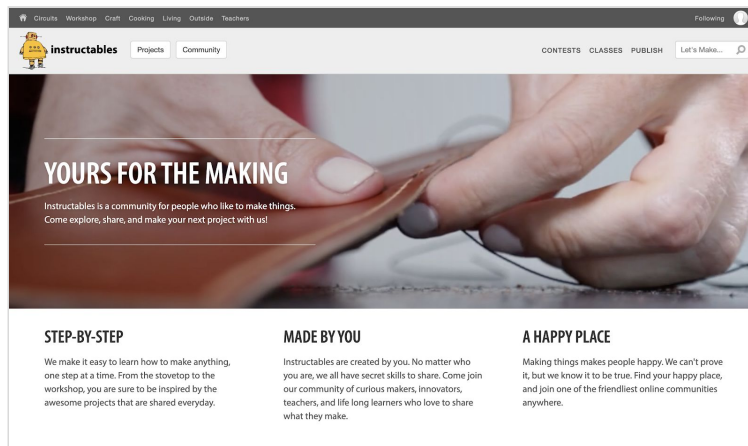 Circuits Workshop Craft Cooking Living Outside Teachers
Following
instructables
Projects
Community
CONTESTS CLASSES PUBLISH
Let's Make...
YOURS FOR THE MAKING
Instructables is a community for people who like to make things.
Come explore, share, and make your next project with us!
STEP-BY-STEP
We make it easy to learn how to make anything,
one step at a time. From the stovetop to the
workshop, you are sure to be inspired by the
awesome projects that are shared everyday.
MADE BY YOU
Instructables are created by you. No matter who
you are, we all have secret skills to share. Come join
our community of curious makers, innovators,
teachers, and life long learners who love to share
what they make.
A HAPPY PLACE
Making things makes people happy. We can't prove
it, but we know it to be true. Find your happy place,
and join one of the friendliest online communities
anywhere.